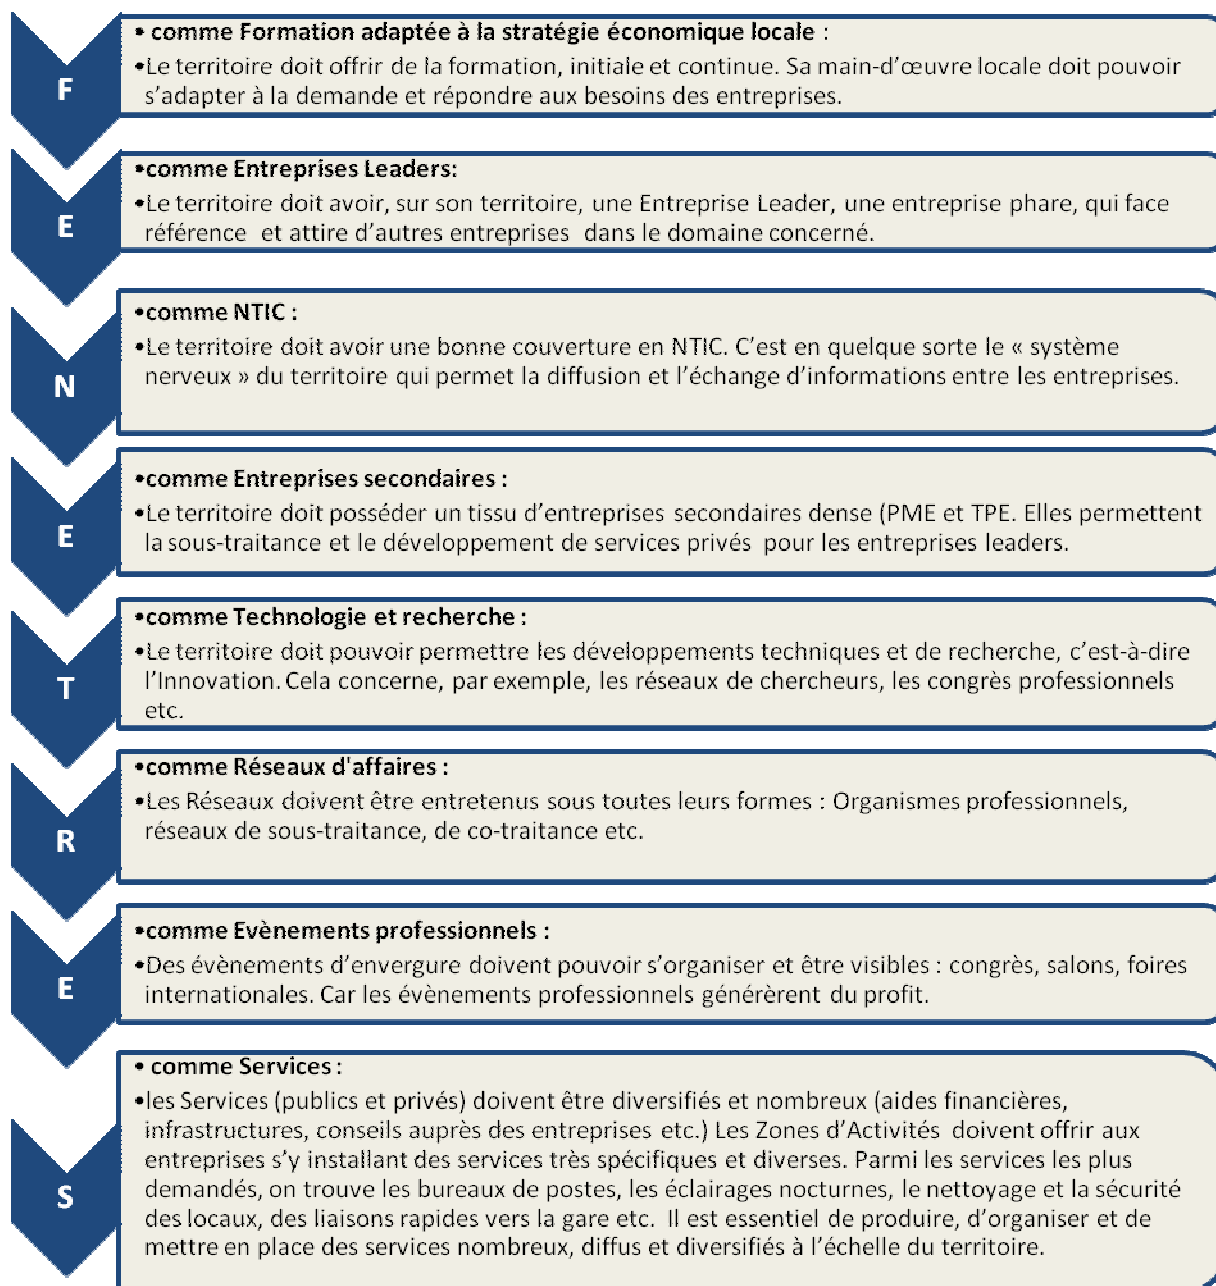 F
• comme Formation adaptée à la stratégie économique locale :
•Le territoire doit offrir de la formation, initiale et continue. Sa main-d’œuvre locale doit pouvoir
s’adapter à la demande et répondre aux besoins des entreprises.
E
•comme Entreprises Leaders:
•Le territoire doit avoir, sur son territoire, une Entreprise Leader, une entreprise phare, qui face
référence et attire d’autres entreprises dans le domaine concerné.
N
•comme NTIC :
•Le territoire doit avoir une bonne couverture en NTIC. C’est en quelque sorte le « système
nerveux » du territoire qui permet la diffusion et l’échange d’informations entre les entreprises.
E
•comme Entreprises secondaires :
•Le territoire doit posséder un tissu d’entreprises secondaires dense (PME et TPE. Elles permettent
la sous-traitance et le développement de services privés pour les entreprises leaders.
T
•comme Technologie et recherche :
•Le territoire doit pouvoir permettre les développements techniques et de recherche, c’est-à-dire
l’Innovation. Cela concerne, par exemple, les réseaux de chercheurs, les congrès professionnels
etc.
R
•comme Réseaux d'affaires :
•Les Réseaux doivent être entretenus sous toutes leurs formes : Organismes professionnels,
réseaux de sous-traitance, de co-traitance etc.
E
•comme Evènements professionnels :
•Des évènements d’envergure doivent pouvoir s’organiser et être visibles : congrès, salons, foires
internationales. Car les évènements professionnels générèrent du profit.
S
• comme Services :
•les Services (publics et privés) doivent être diversifiés et nombreux (aides financières,
infrastructures, conseils auprès des entreprises etc.) Les Zones d’Activités doivent offrir aux
entreprises s’y installant des services très spécifiques et diverses. Parmi les services les plus
demandés, on trouve les bureaux de postes, les éclairages nocturnes, le nettoyage et la sécurité
des locaux, des liaisons rapides vers la gare etc. Il est essentiel de produire, d’organiser et de
mettre en place des services nombreux, diffus et diversifiés à l’échelle du territoire.